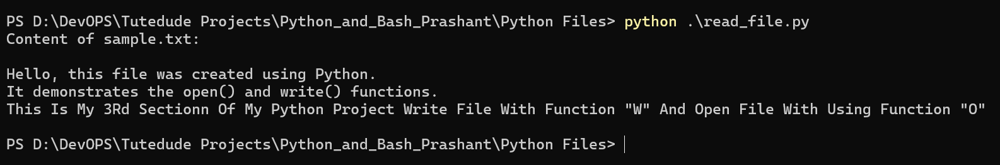 PS D:\DevOPS\Tutedude Projects\Python_and_Bash_Prashant\Python Files> python .\read_file.py
Content of sample.txt:
Hello, this file was created using Python.
It demonstrates the open() and write() functions.
This Is My 3Rd Sectionn Of My Python Project Write File With Function "W" And Open File With Using Function "O"
PS D:\DevOPS\Tutedude Projects\Python_and_Bash_Prashant\Python Files>